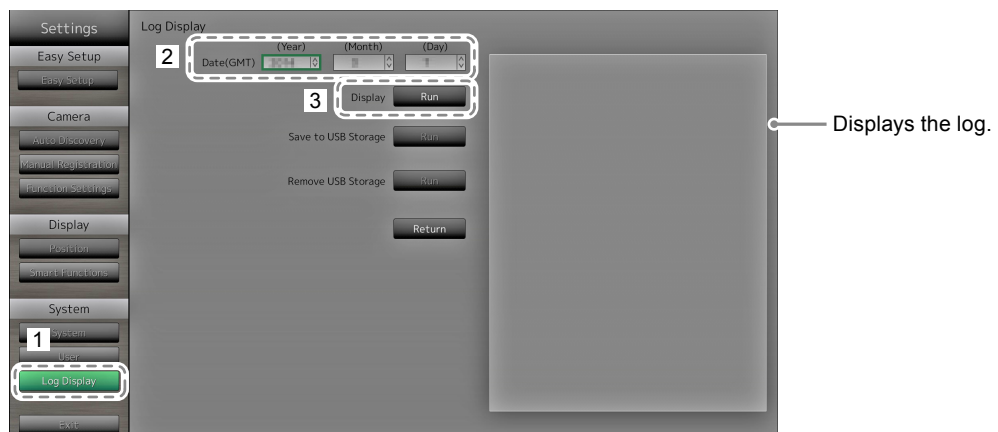 Settings
Easy Setup
Easy Setup
Camera
Auto Discovery
Manual Registration
Function Settings
Display
Position
Smart Functions
System
System
User
Log Display
Exit
1
Log Display
2
(Year) (Month) (Day)
Date(GMT)
3
Display Run
Save to USB Storage Run
Remove USB Storage Run
Return
Displays the log.